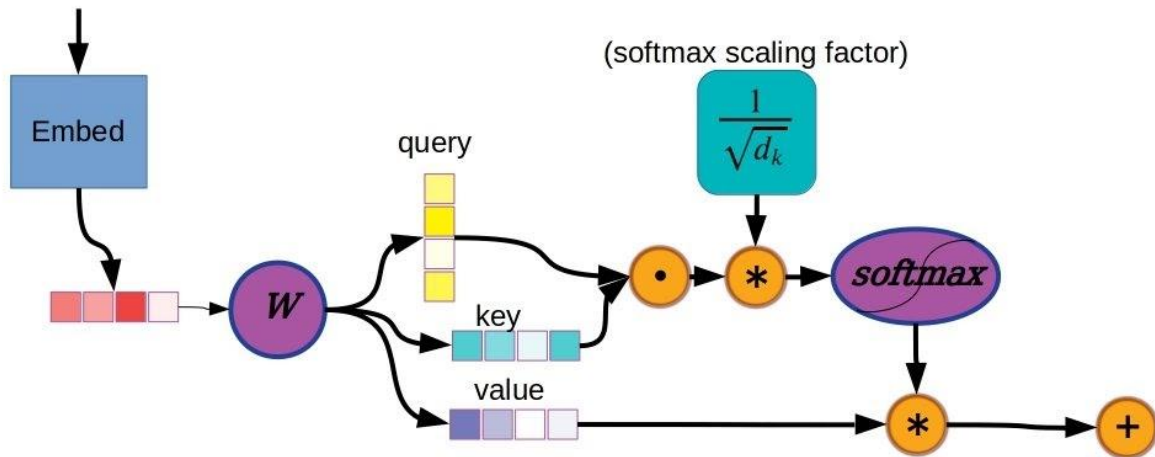 (softmax scaling factor)
Embed
1
√d_k
query
W
key
value
•
*
softmax
*
+